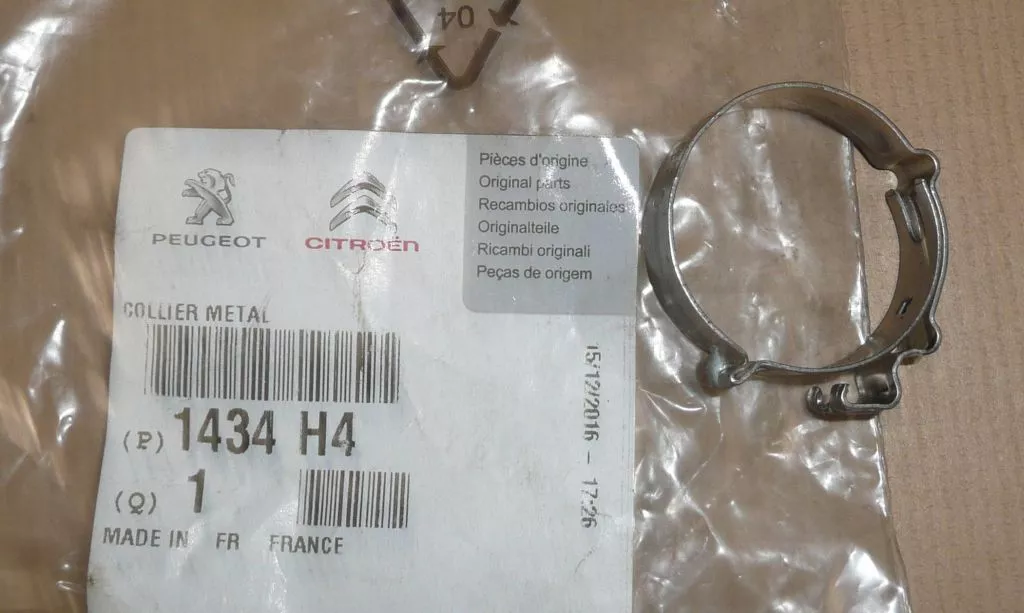 04
PEUGEOT
CITROËN
Pièces d'origine
Original parts
Recambios originales
Originalteile
Ricambi originali
Peças de origem
COLLIER METAL
(P) 1434 H4
(Q) 1
MADE IN FR FRANCE
15/12/2016 - 17:26